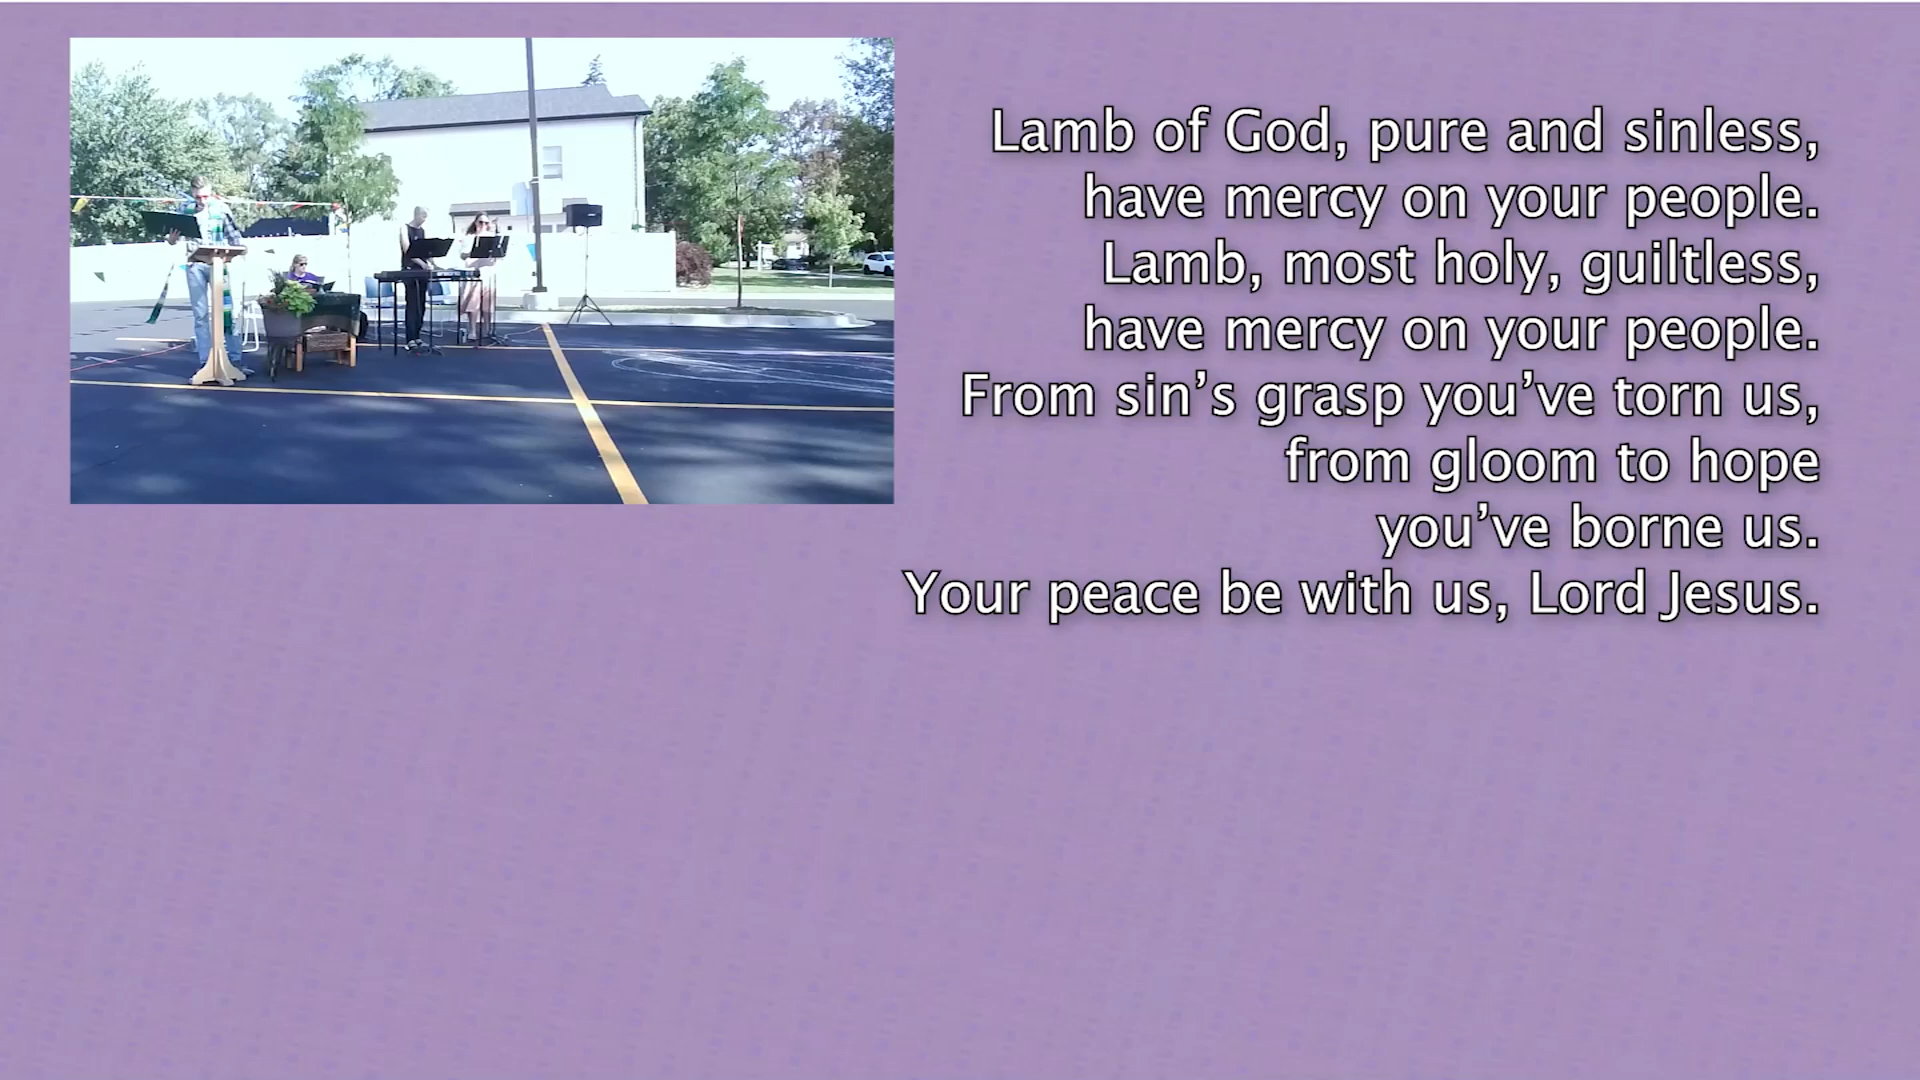 Lamb of God, pure and sinless,
have mercy on your people.
Lamb, most holy, guiltless,
have mercy on your people.
From sin’s grasp you’ve torn us,
from gloom to hope
you’ve borne us.
Your peace be with us, Lord Jesus.